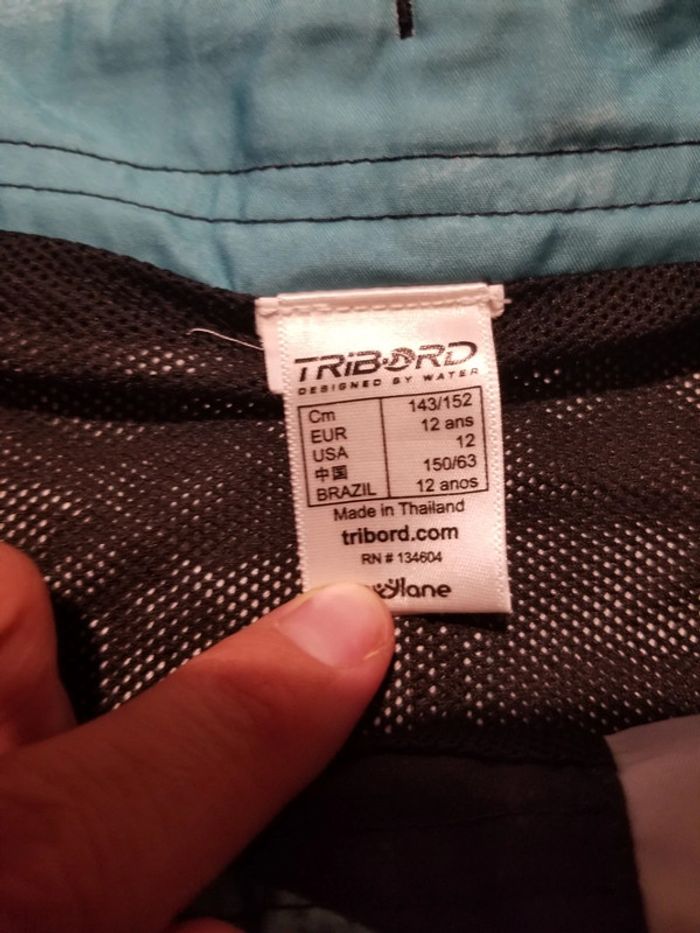 TRiBORD
DESIGNED BY WATER
Cm 143/152
EUR 12 ans
USA 12
中国 150/63
BRAZIL 12 anos
Made in Thailand
tribord.com
RN # 134604